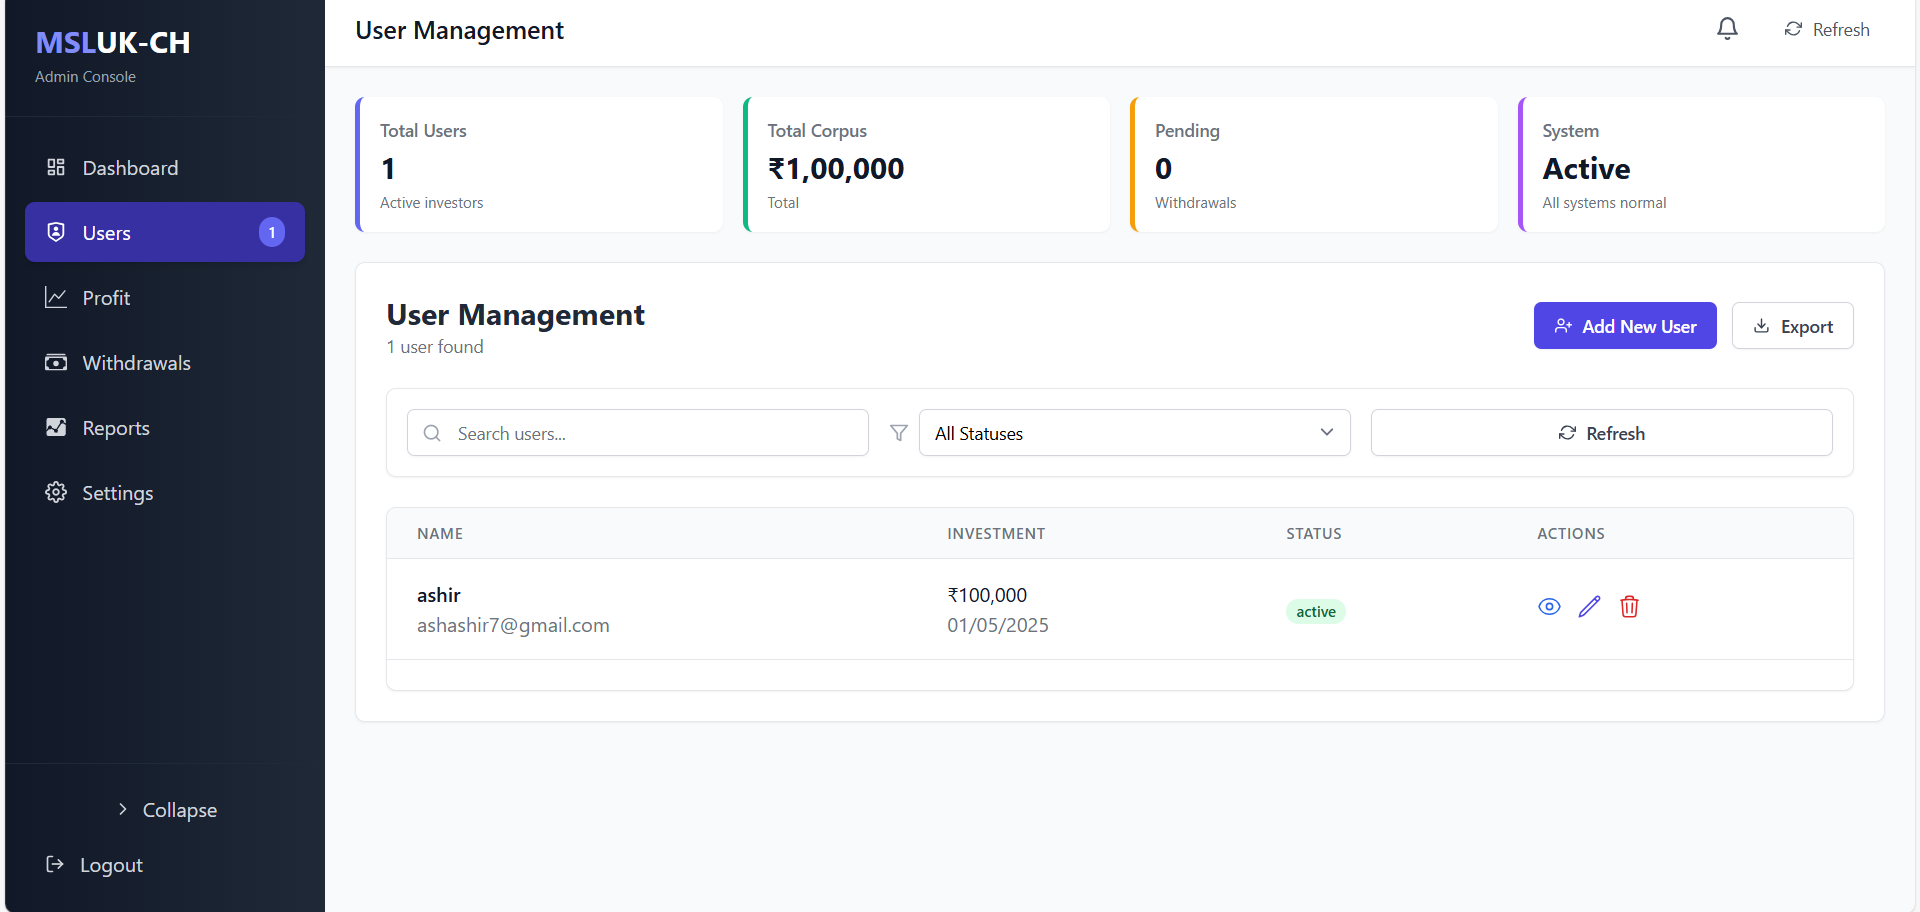 MSLUK-CH
Admin Console
Dashboard
Users 1
Profit
Withdrawals
Reports
Settings
Collapse
Logout
User Management
Refresh
Total Users
1
Active investors
Total Corpus
₹1,00,000
Total
Pending
0
Withdrawals
System
Active
All systems normal
User Management
1 user found
Add New User
Export
Search users...
All Statuses
Refresh
NAME INVESTMENT STATUS ACTIONS
ashir ₹100,000
ashashir7@gmail.com 01/05/2025
active